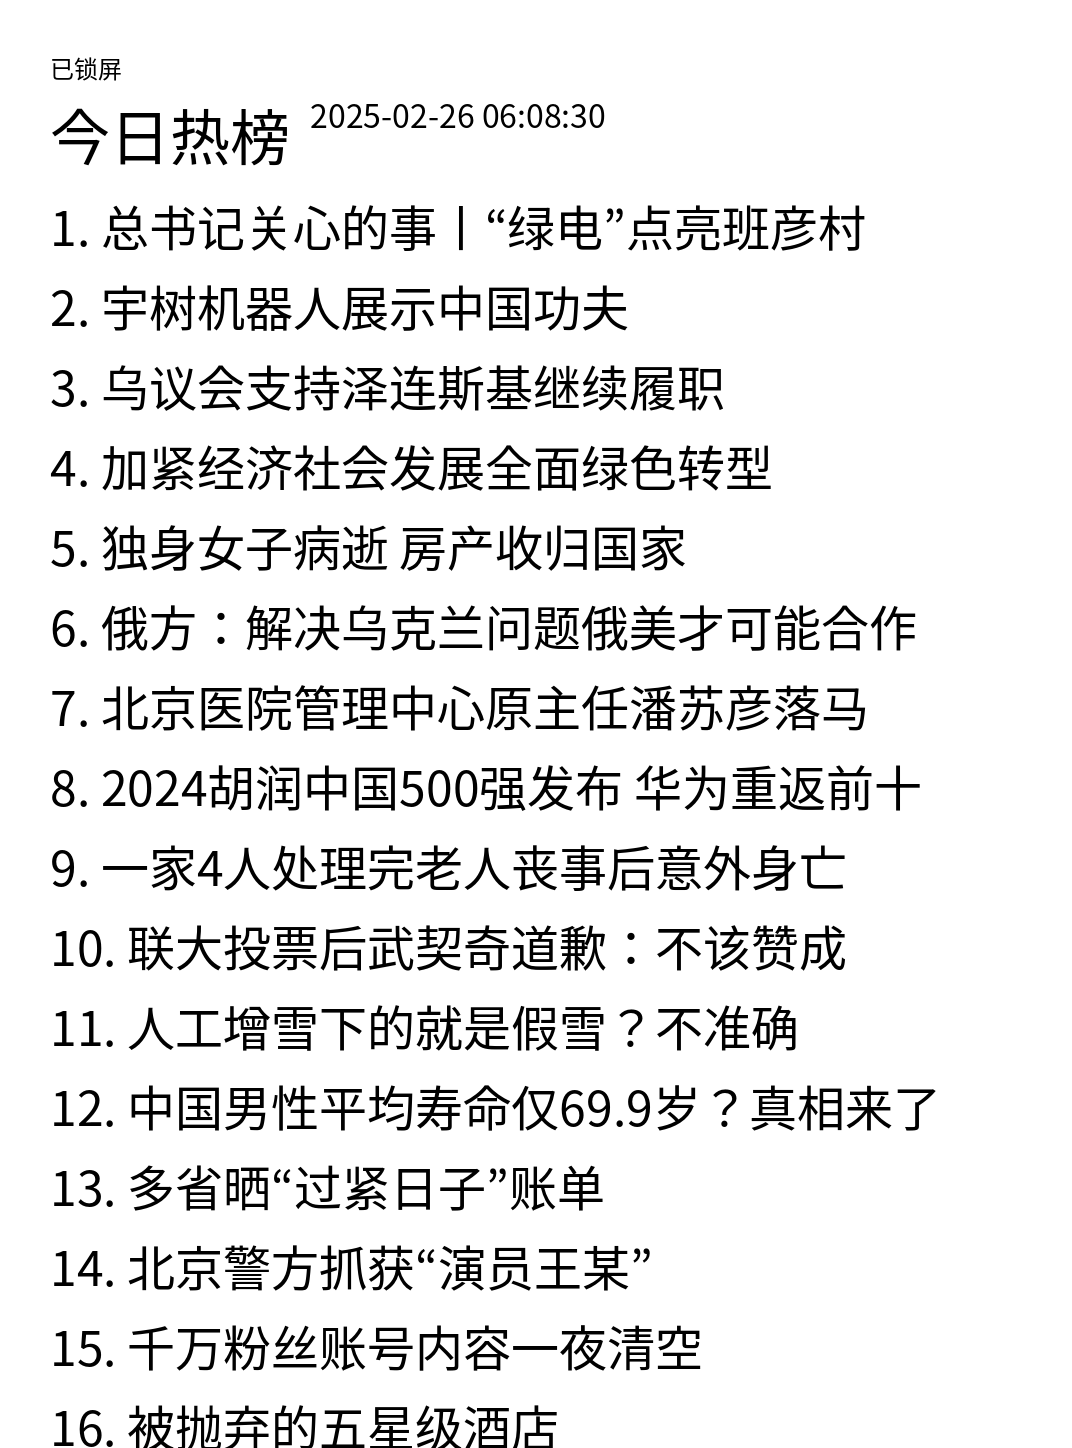 已锁屏
今日热榜 2025-02-26 06:08:30
1. 总书记关心的事丨“绿电”点亮班彦村
2. 宇树机器人展示中国功夫
3. 乌议会支持泽连斯基继续履职
4. 加紧经济社会发展全面绿色转型
5. 独身女子病逝 房产收归国家
6. 俄方：解决乌克兰问题俄美才可能合作
7. 北京医院管理中心原主任潘苏彦落马
8. 2024胡润中国500强发布 华为重返前十
9. 一家4人处理完老人丧事后意外身亡
10. 联大投票后武契奇道歉：不该赞成
11. 人工增雪下的就是假雪？不准确
12. 中国男性平均寿命仅69.9岁？真相来了
13. 多省晒“过紧日子”账单
14. 北京警方抓获“演员王某”
15. 千万粉丝账号内容一夜清空
16. 被抛弃的五星级酒店